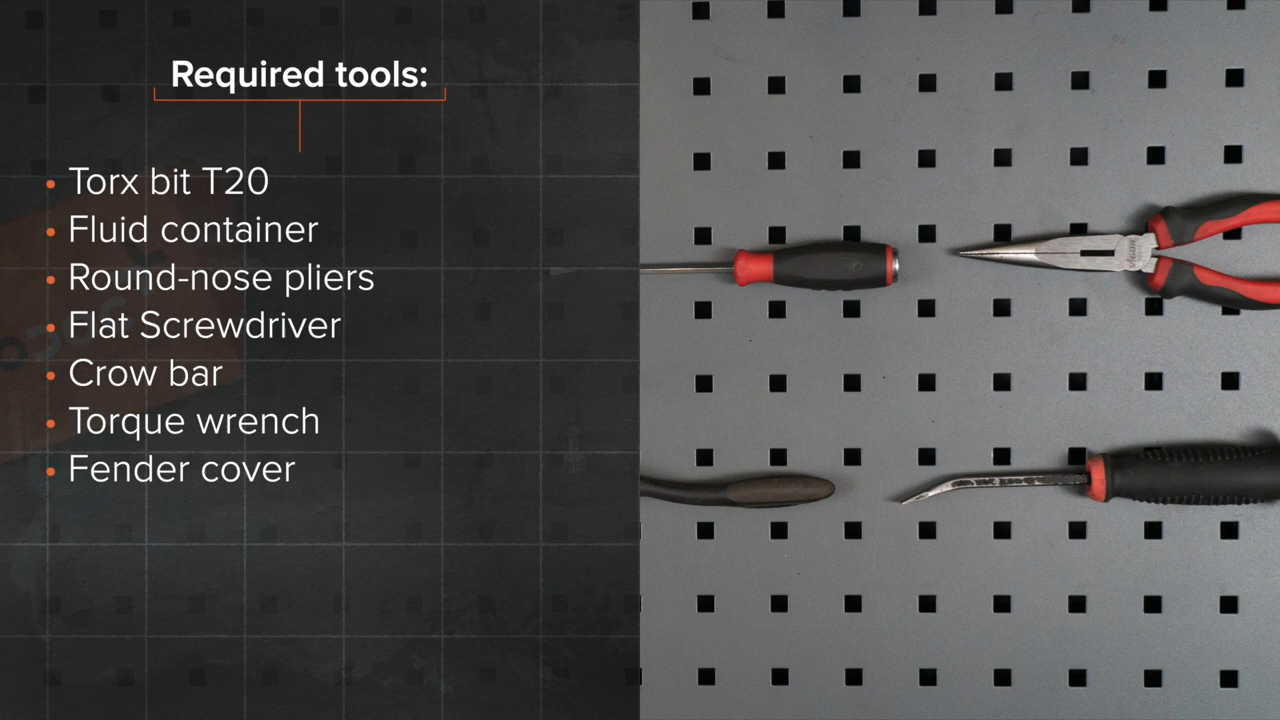 Required tools:
• Torx bit T20
• Fluid container
• Round-nose pliers
• Flat Screwdriver
• Crow bar
• Torque wrench
• Fender cover